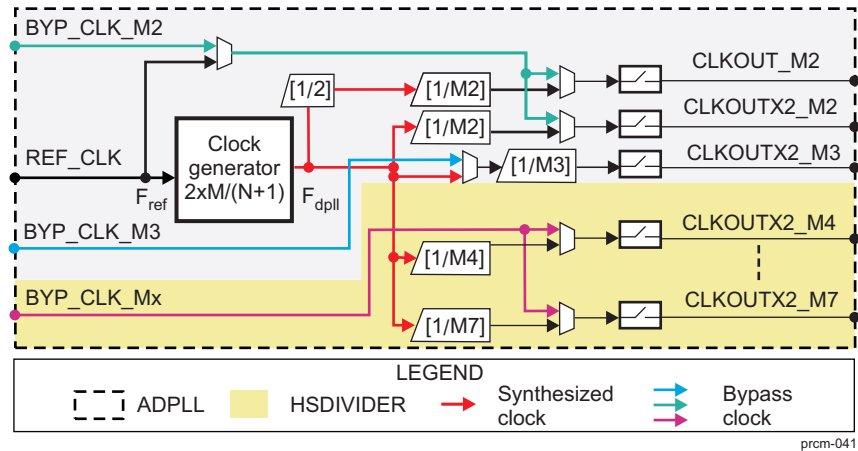 BYP_CLK_M2
CLKOUT_M2
[1/2]
[1/M2]
CLKOUTX2_M2
[1/M2]
REF_CLK
Clock
generator
2xM/(N+1)
CLKOUTX2_M3
[1/M3]
Fref
Fdpll
BYP_CLK_M3
CLKOUTX2_M4
[1/M4]
BYP_CLK_Mx
CLKOUTX2_M7
[1/M7]
LEGEND
ADPLL
HSDIVIDER
Synthesized
clock
Bypass
clock
prcm-041